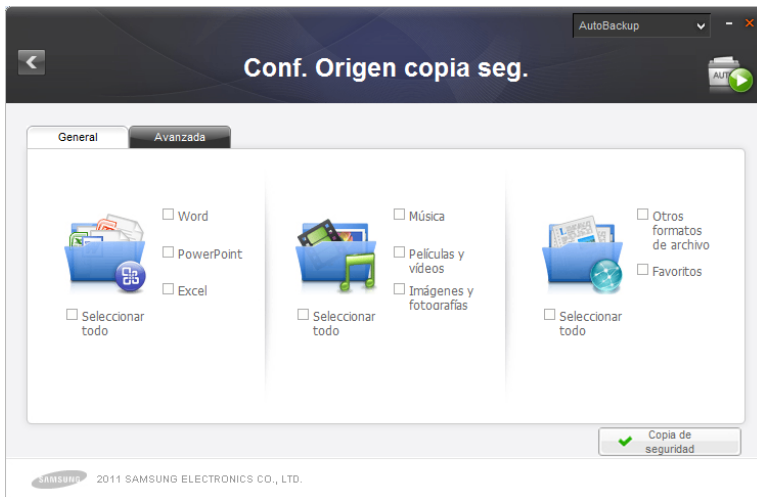 AutoBackup
Conf. Origen copia seg.
AUT
General
Avanzada
Word
PowerPoint
Excel
Seleccionar
todo
Música
Películas y
vídeos
Imágenes y
fotografías
Seleccionar
todo
Otros
formatos
de archivo
Favoritos
Seleccionar
todo
Copia de
seguridad
SAMSUNG 2011 SAMSUNG ELECTRONICS CO., LTD.